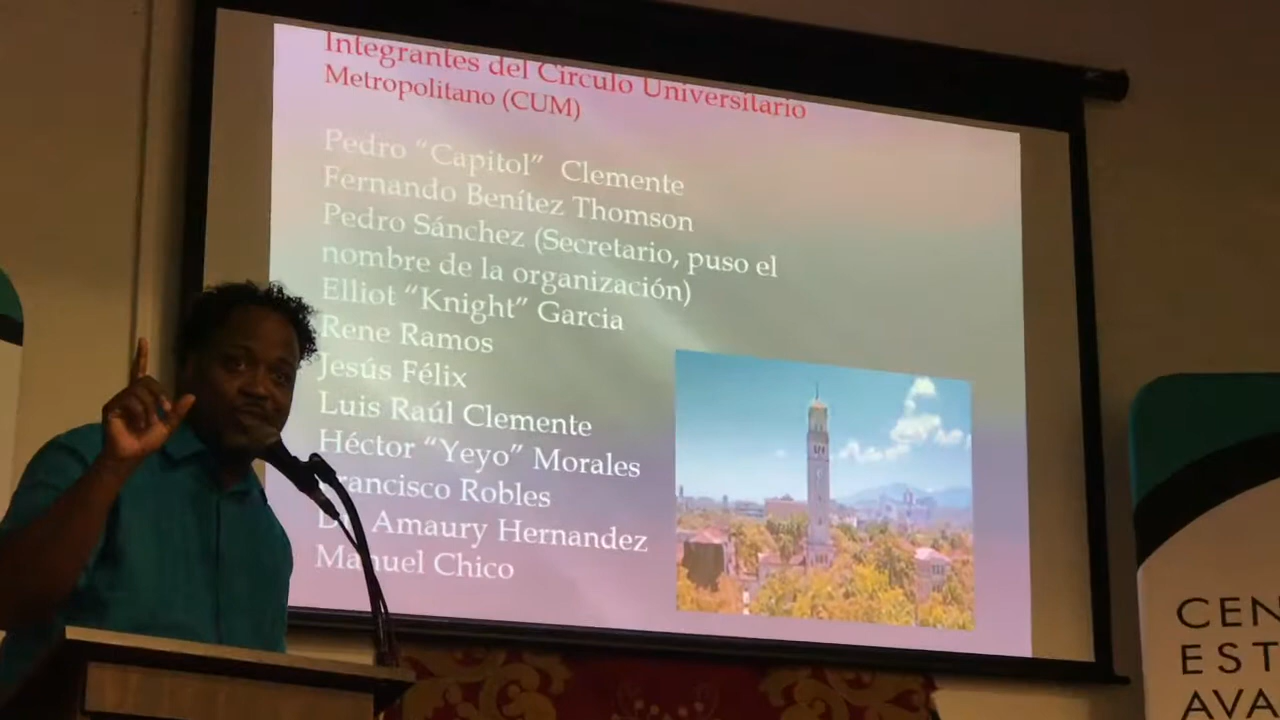 Integrantes del Circulo Universitario
Metropolitano (CUM)
Pedro “Capitol” Clemente
Fernando Benítez Thomson
Pedro Sánchez (Secretario, puso el
nombre de la organización)
Elliot “Knight” Garcia
Rene Ramos
Jesús Félix
Luis Raúl Clemente
Héctor “Yeyo” Morales
Francisco Robles
Dr. Amaury Hernandez
Manuel Chico
CEN
EST
AVA